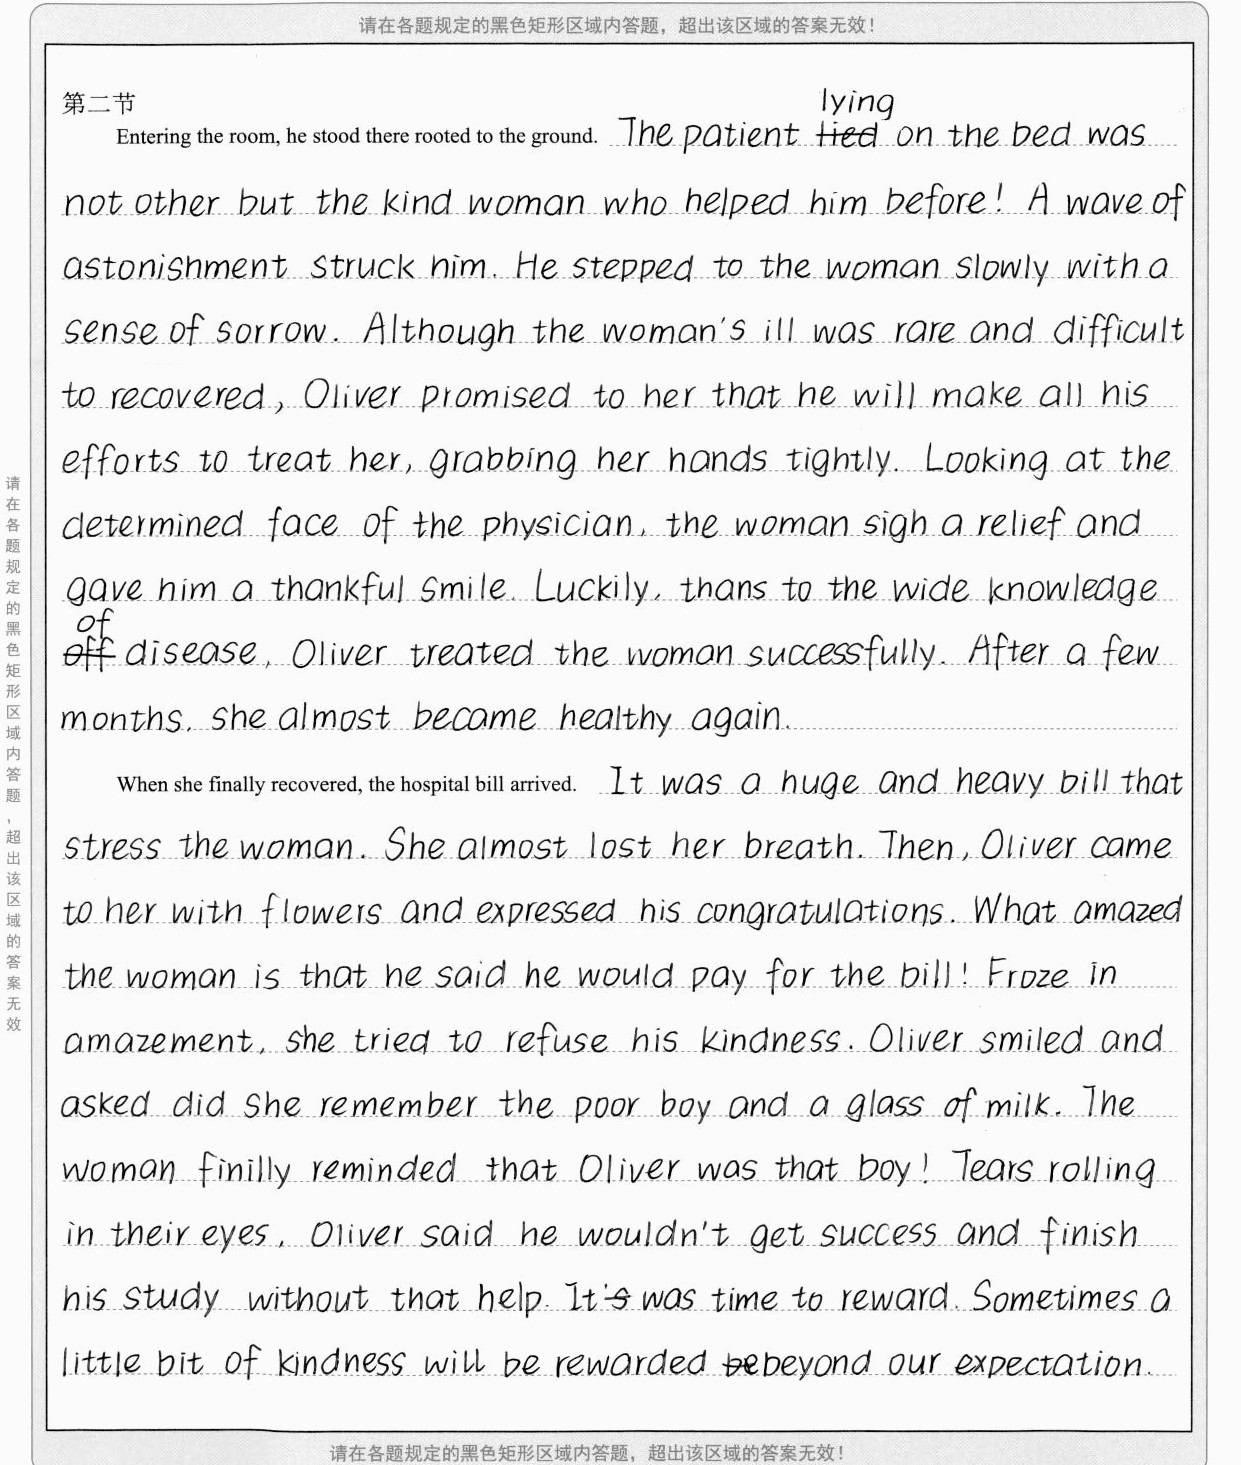 请在各题规定的黑色矩形区域内答题，超出该区域的答案无效！
第二节
lying
Entering the room, he stood there rooted to the ground. The patient tied on the bed was
not other but the kind woman who helped him before! A wave of
astonishment struck him. He stepped to the woman slowly with a
sense of sorrow. Although the woman's ill was rare and difficult
to recovered, Oliver promised to her that he will make all his
efforts to treat her, grabbing her hands tightly. Looking at the
determined face of the physician, the woman sigh a relief and
gave him a thankful smile. Luckily, thans to the wide knowledge
of
off disease, Oliver treated the woman successfully. After a few
months, she almost became healthy again.
When she finally recovered, the hospital bill arrived. It was a huge and heavy bill that
stress the woman. She almost lost her breath. Then, Oliver came
to her with flowers and expressed his congratulations. What amazed
the woman is that he said he would pay for the bill! Froze in
amazement, she tried to refuse his kindness. Oliver smiled and
asked did she remember the poor boy and a glass of milk. The
woman finilly reminded that Oliver was that boy! Tears rolling
in their eyes, Oliver said he wouldn't get success and finish
his study without that help. It's was time to reward. Sometimes a
little bit of kindness will be rewarded be beyond our expectation.
请在各题规定的黑色矩形区域内答题，超出该区域的答案无效！
请在各题规定的黑色矩形区域内答题，超出该区域的答案无效